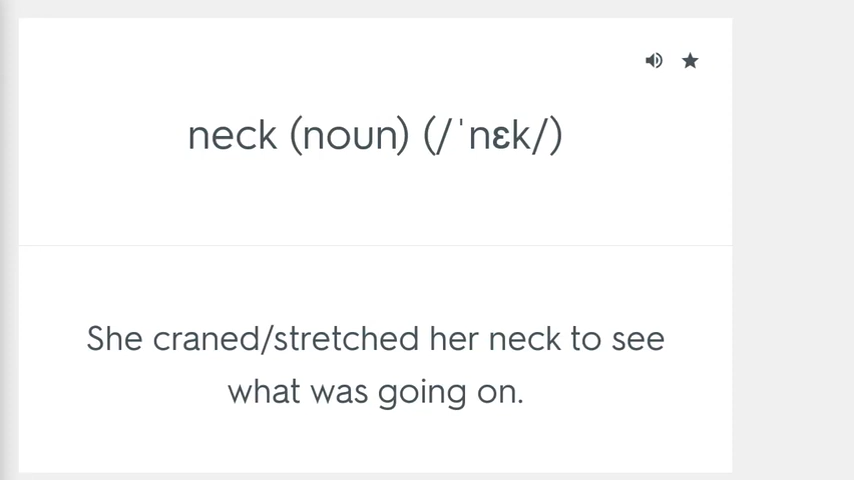 neck (noun) (/ˈnɛk/)
She craned/stretched her neck to see
what was going on.